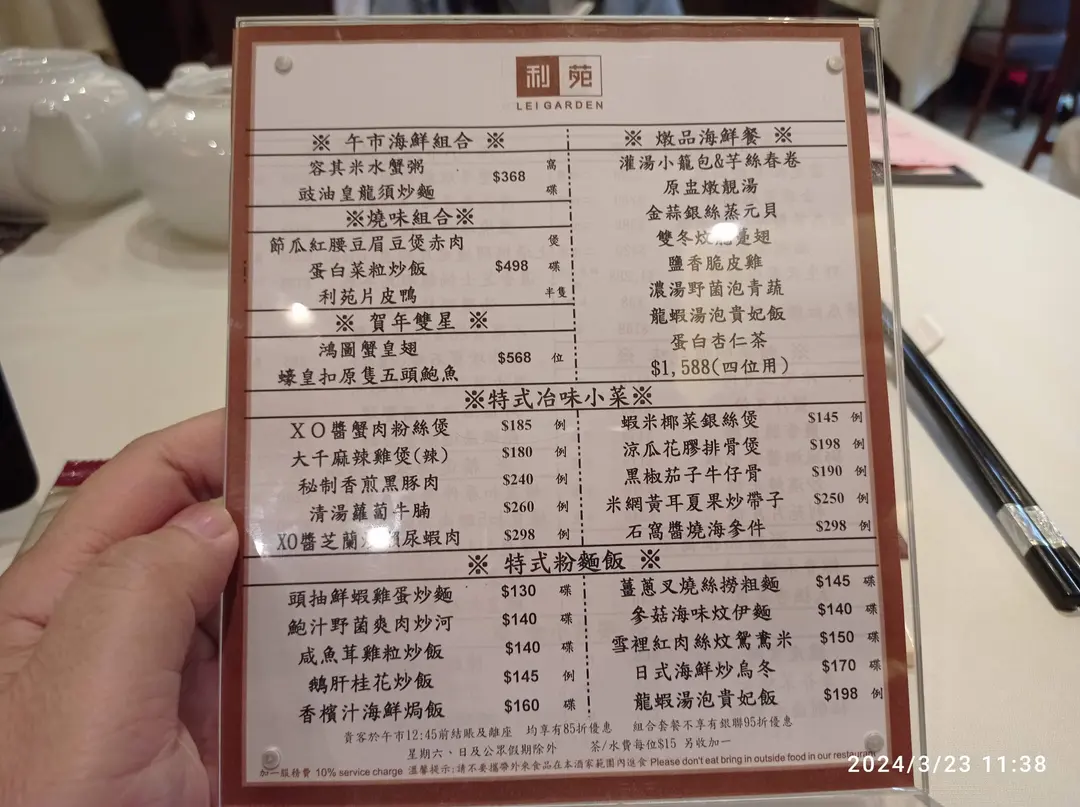 利苑
LEI GARDEN
※ 午市海鮮組合 ※
容其米水蟹粥 窩
$368
豉油皇龍須炒麵 碟
※燒味組合※
節瓜紅腰豆眉豆煲赤肉 煲
蛋白菜粒炒飯 $498 碟
利苑片皮鴨 半隻
※ 賀年雙星 ※
鴻圖蟹皇翅
$568 位
蠔皇扣原隻五頭鮑魚
※ 燉品海鮮餐 ※
灌湯小籠包&芋絲春卷
原盅燉靚湯
金蒜銀絲蒸元貝
雙冬炆翅
鹽香脆皮雞
濃湯野菌泡青蔬
龍蝦湯泡貴妃飯
蛋白杏仁茶
$1,588(四位用)
※特式冶味小菜※
XO醬蟹肉粉絲煲 $185 例
大千麻辣雞煲(辣) $180 例
秘制香煎黑豚肉 $240 例
清湯蘿蔔牛腩 $260 例
XO醬芝蘭尿蝦肉 $298 例
蝦米椰菜銀絲煲 $145 例
涼瓜花膠排骨煲 $198 例
黑椒茄子牛仔骨 $190 例
米網黃耳夏果炒帶子 $250 例
石窩醬燒海參件 $298 例
※ 特式粉麵飯 ※
頭抽鮮蝦雞蛋炒麵 $130 碟
鮑汁野菌爽肉炒河 $140 碟
咸魚茸雞粒炒飯 $140 碟
鵝肝桂花炒飯 $145 例
香檳汁海鮮焗飯 $160 碟
薑蔥叉燒絲撈粗麵 $145 碟
參菇海味炆伊麵 $140 碟
雪裡紅肉絲炆鴛鴦米 $150 碟
日式海鮮炒烏冬 $170 碟
龍蝦湯泡貴妃飯 $198 例
貴客於午市12:45前結賬及離座 均享有85折優惠 組合套餐不享有銀聯95折優惠
星期六、日及公眾假期除外 茶/水費每位$15 另收加一
加一服務費 10% service charge 溫馨提示:請不要攜帶外來食品在本酒家範圍內進食 Please don't eat bring in outside food in our restaurant
2024/3/23 11:38